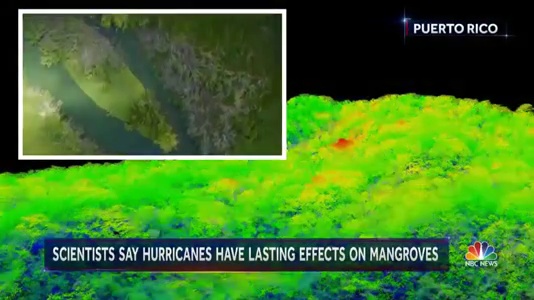 PUERTO RICO
SCIENTISTS SAY HURRICANES HAVE LASTING EFFECTS ON MANGROVES
NBC NEWS